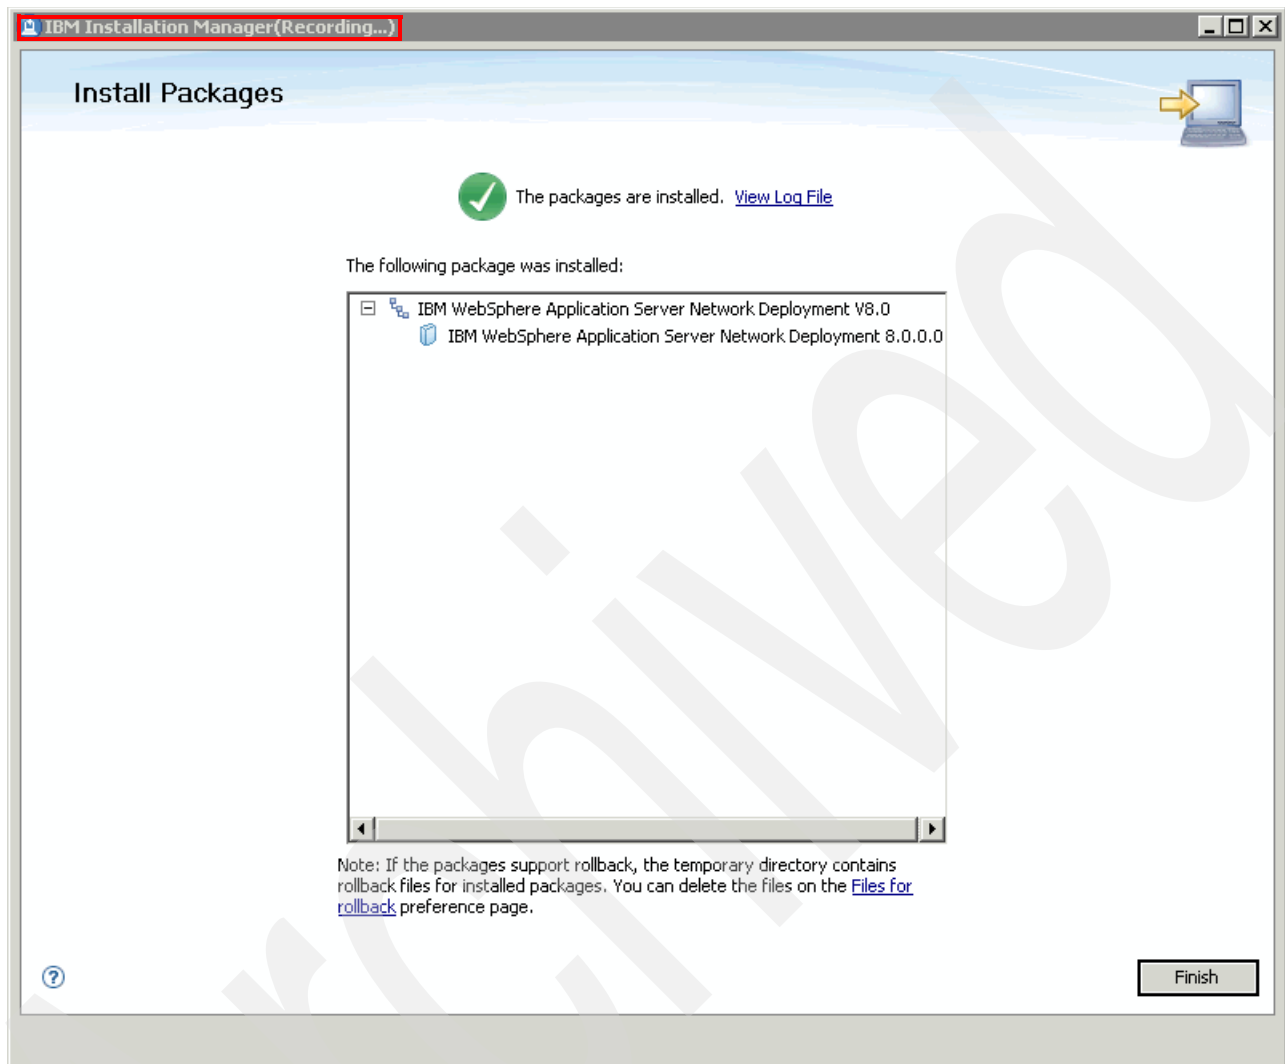 IBM Installation Manager(Recording...)
Install Packages
The packages are installed. View Log File
The following package was installed:
IBM WebSphere Application Server Network Deployment V8.0
IBM WebSphere Application Server Network Deployment 8.0.0.0
Note: If the packages support rollback, the temporary directory contains
rollback files for installed packages. You can delete the files on the Files for
rollback preference page.
Finish
Archived